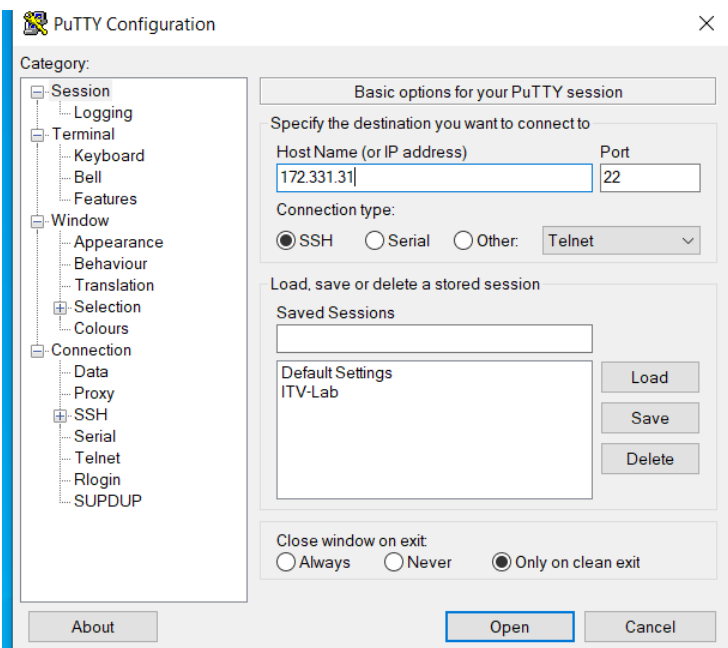 PuTTY Configuration
Category:
Session
Logging
Terminal
Keyboard
Bell
Features
Window
Appearance
Behaviour
Translation
Selection
Colours
Connection
Data
Proxy
SSH
Serial
Telnet
Rlogin
SUPDUP
Basic options for your PuTTY session
Specify the destination you want to connect to
Host Name (or IP address) Port
172.331.31 22
Connection type:
SSH Serial Other: Telnet
Load, save or delete a stored session
Saved Sessions
Default Settings
ITV-Lab
Load
Save
Delete
Close window on exit:
Always Never Only on clean exit
About Open Cancel